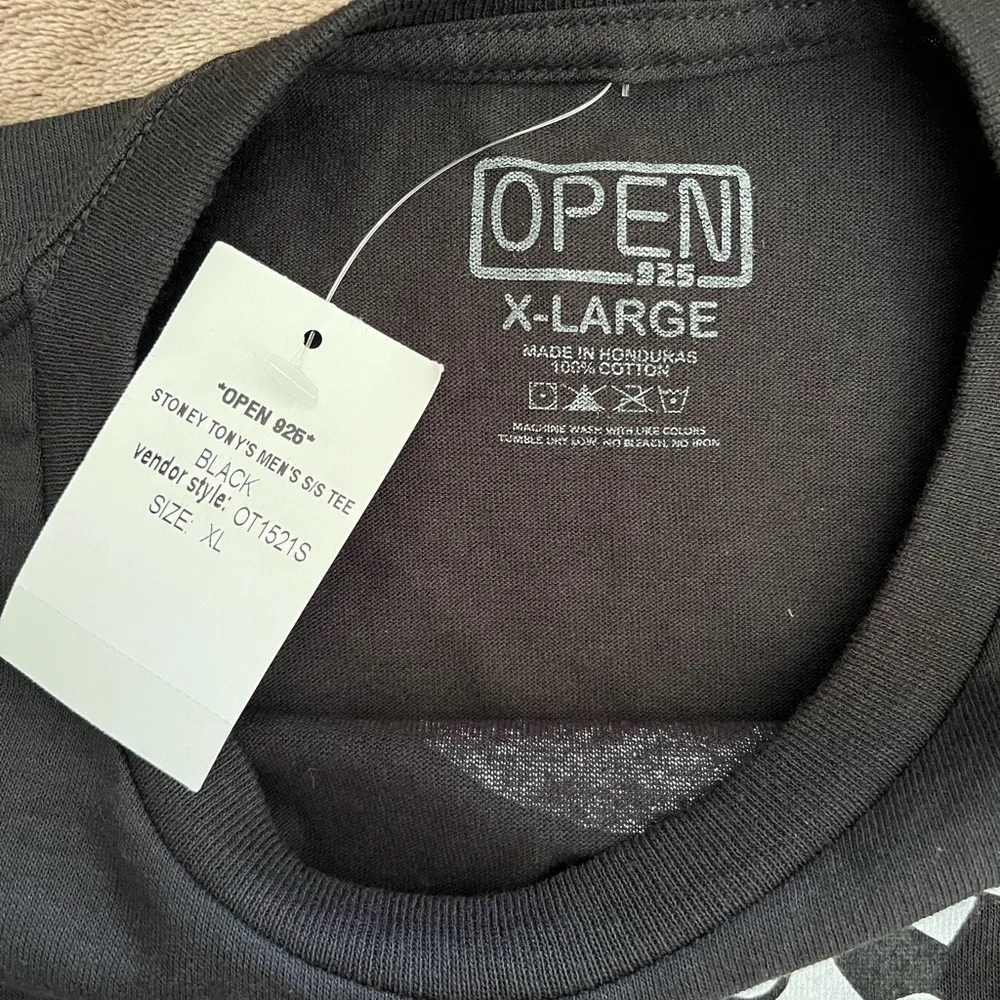 OPEN
925
X-LARGE
MADE IN HONDURAS
100% COTTON
MACHINE WASH WITH LIKE COLORS
TUMBLE DRY LOW, NO BLEACH, NO IRON
*OPEN 925*
STONEY TONY'S MEN'S S/S TEE
BLACK
vendor style: OT1521S
SIZE: XL